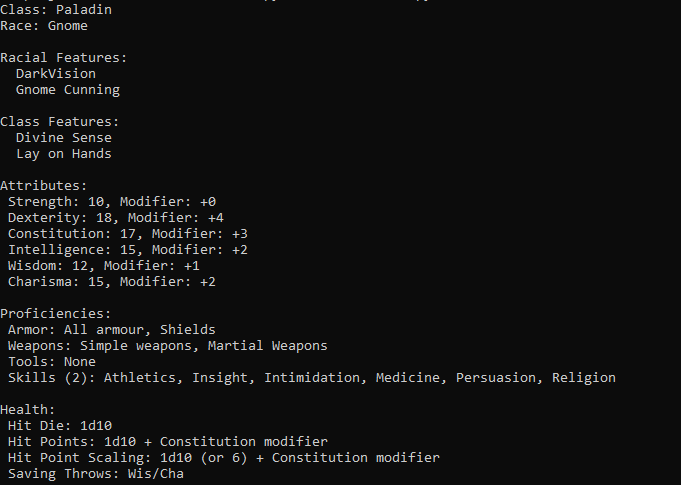 Class: Paladin
Race: Gnome
Racial Features:
DarkVision
Gnome Cunning
Class Features:
Divine Sense
Lay on Hands
Attributes:
Strength: 10, Modifier: +0
Dexterity: 18, Modifier: +4
Constitution: 17, Modifier: +3
Intelligence: 15, Modifier: +2
Wisdom: 12, Modifier: +1
Charisma: 15, Modifier: +2
Proficiencies:
Armor: All armour, Shields
Weapons: Simple weapons, Martial Weapons
Tools: None
Skills (2): Athletics, Insight, Intimidation, Medicine, Persuasion, Religion
Health:
Hit Die: 1d10
Hit Points: 1d10 + Constitution modifier
Hit Point Scaling: 1d10 (or 6) + Constitution modifier
Saving Throws: Wis/Cha